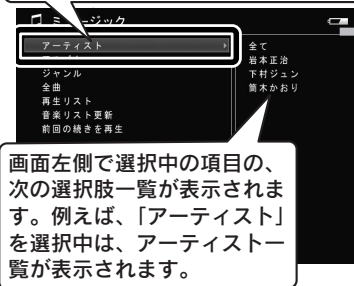 ミュージック
アーティスト
ジャンル
全曲
再生リスト
音楽リスト更新
前回の続きを再生
全て
岩本正治
下村ジュン
筒木かおり
画面左側で選択中の項目の、
次の選択肢一覧が表示されま
す。例えば、「アーティスト」
を選択中は、アーティスト一
覧が表示されます。